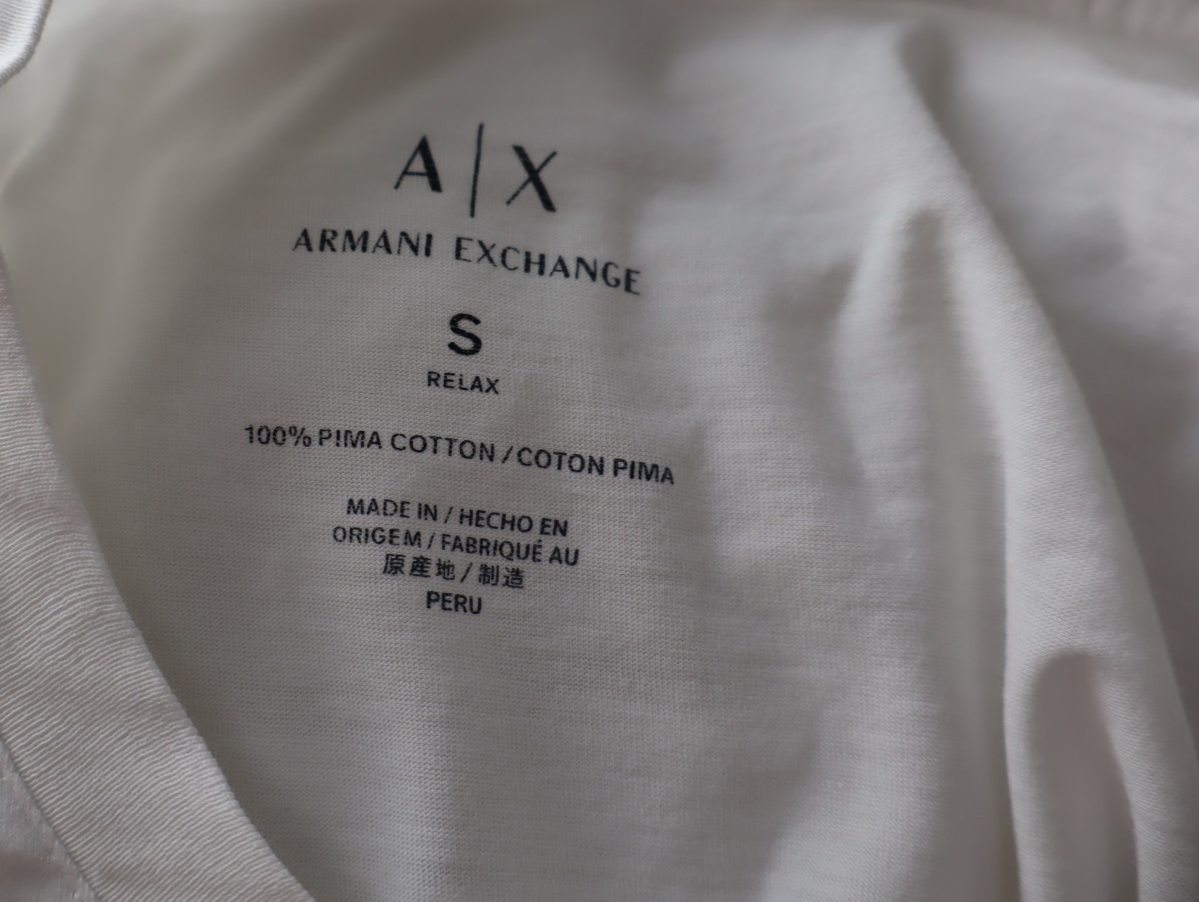 A|X
ARMANI EXCHANGE
S
RELAX
100% PIMA COTTON / COTON PIMA
MADE IN / HECHO EN
ORIGEM / FABRIQUÉ AU
原産地 / 制造
PERU